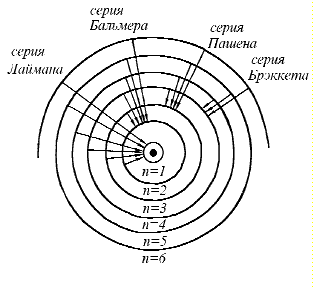 серия
Бальмера
серия
Пашена
серия
Лаймана
серия
Брэккета
n=1
n=2
n=3
n=4
n=5
n=6